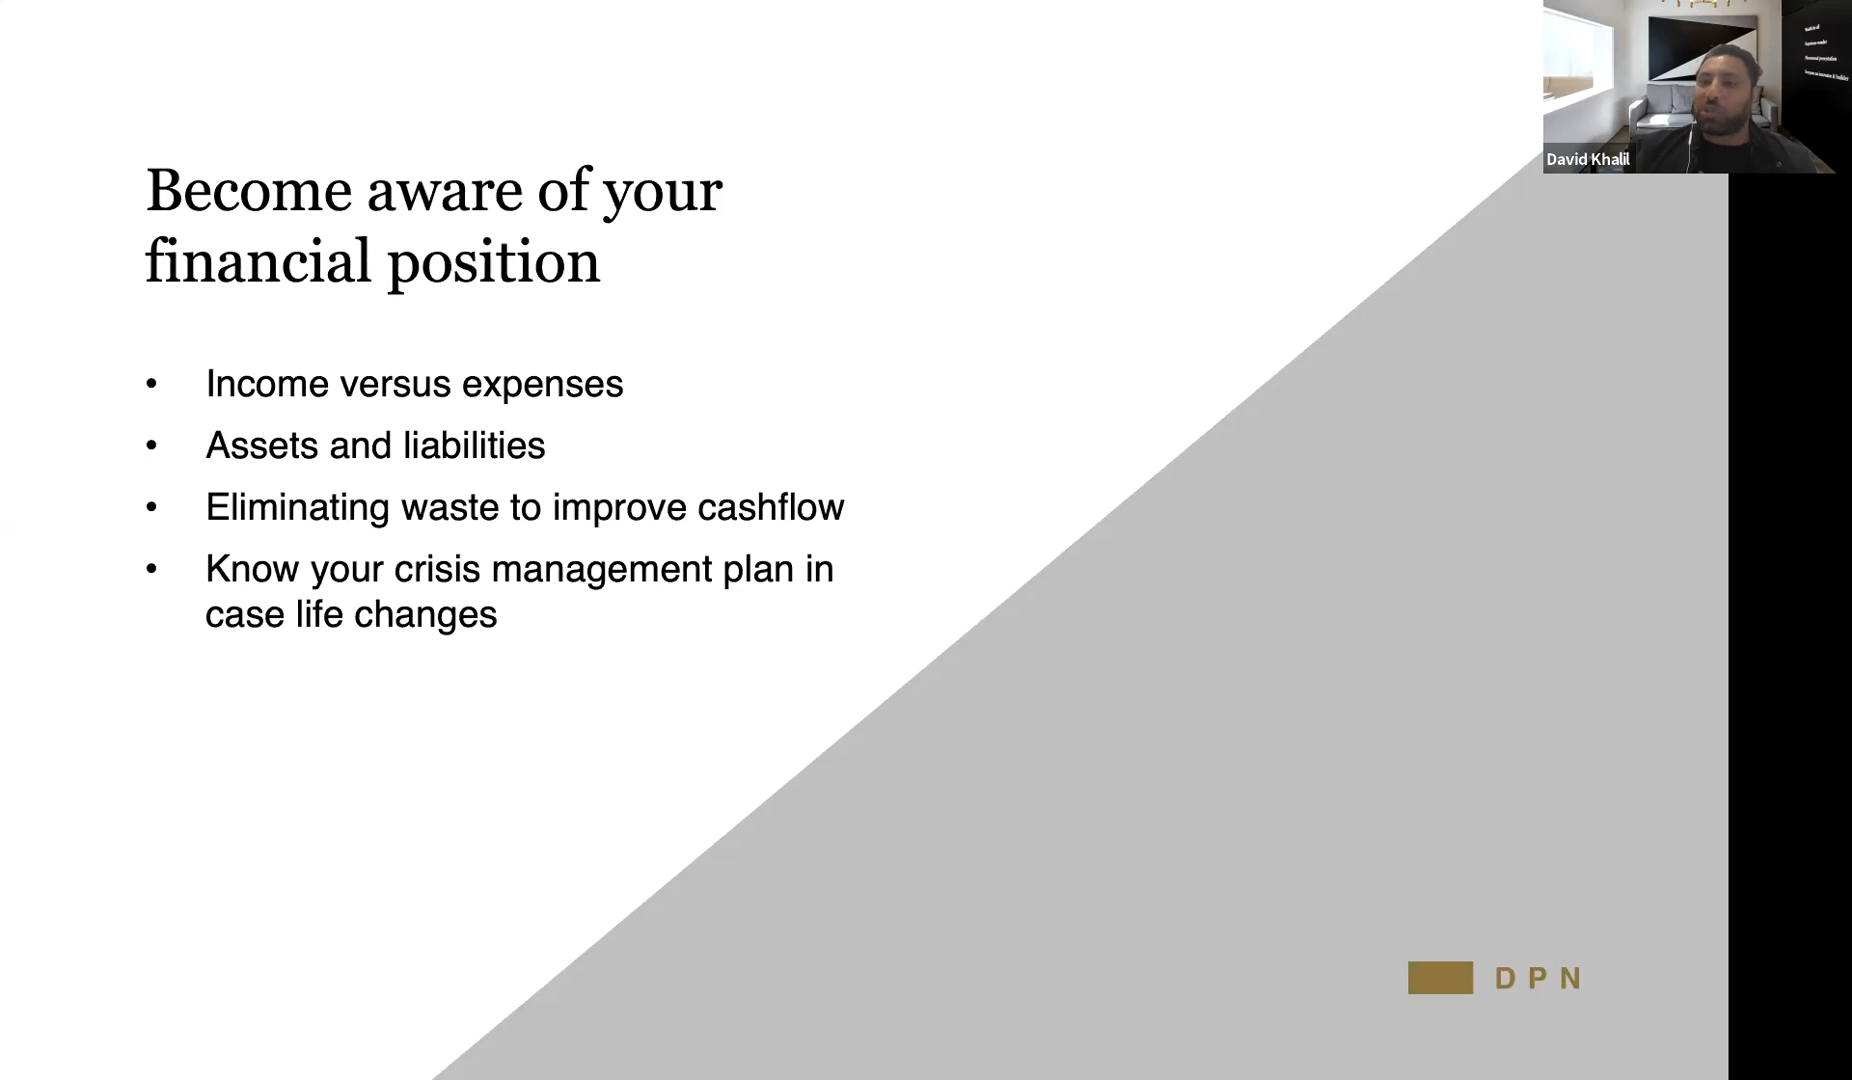 Become aware of your
financial position
• Income versus expenses
• Assets and liabilities
• Eliminating waste to improve cashflow
• Know your crisis management plan in
case life changes
David Khalil
DPN